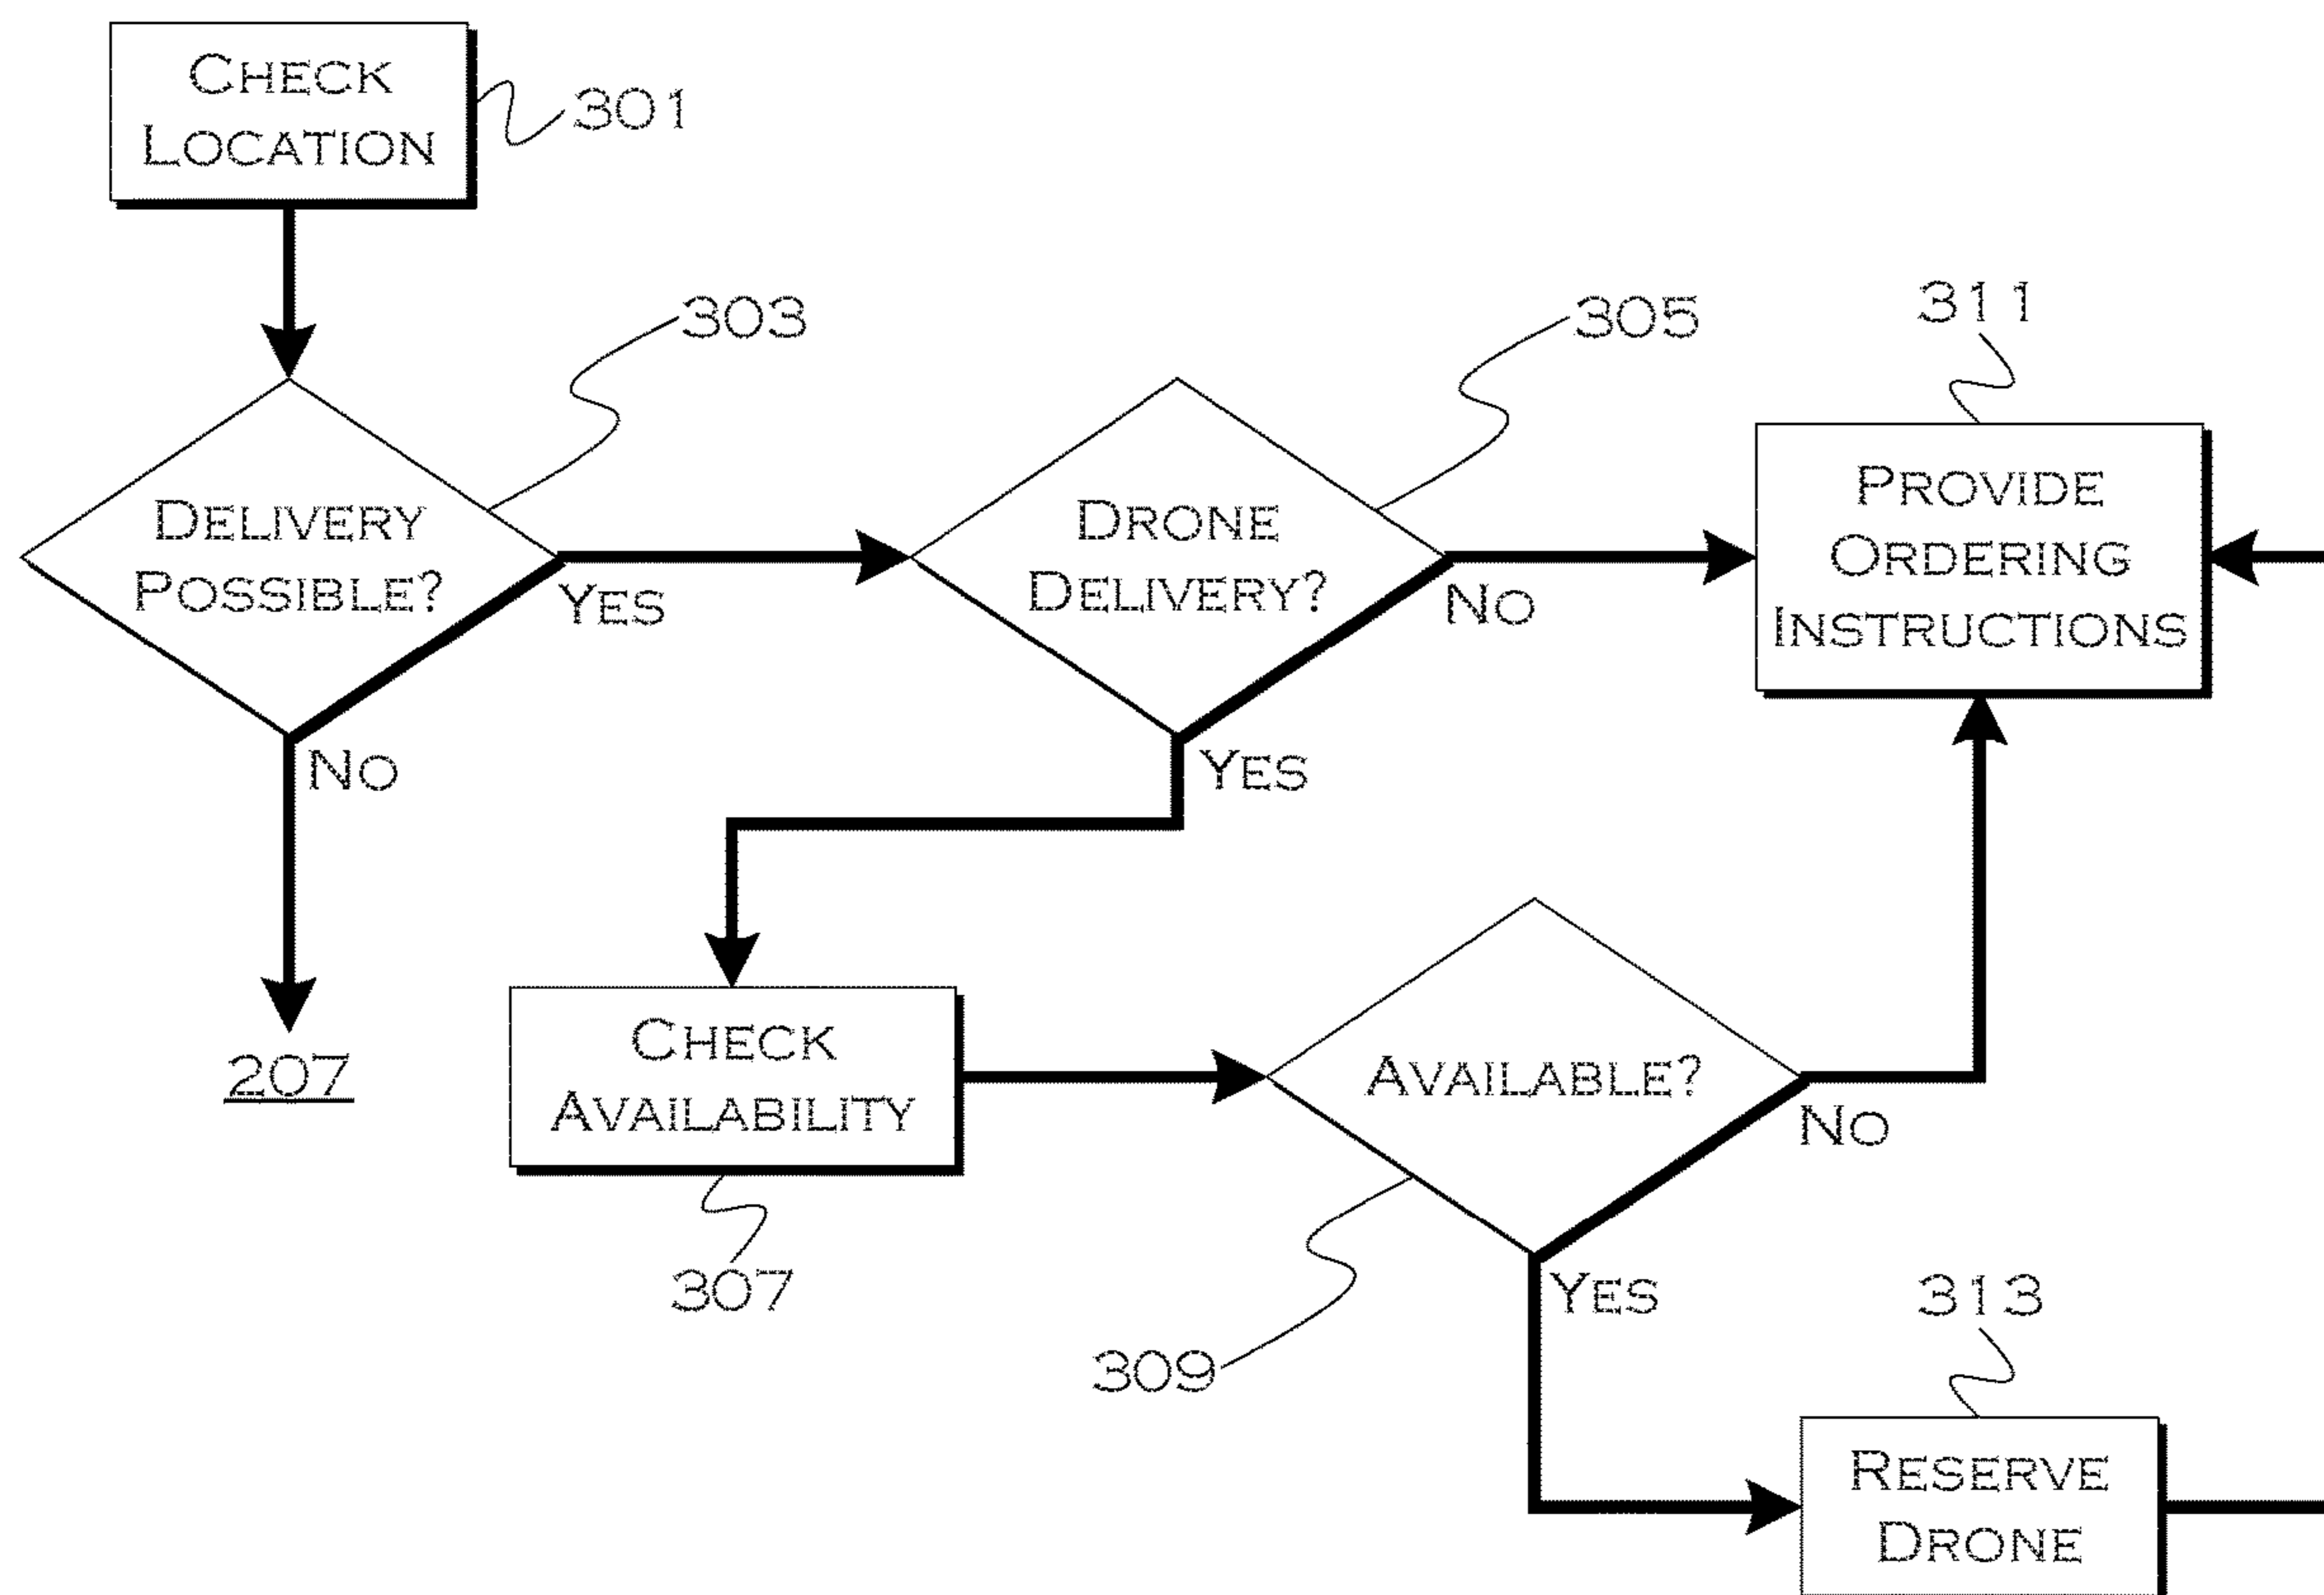 CHECK
LOCATION
301
303
305
311
DELIVERY
POSSIBLE?
YES
NO
DRONE
DELIVERY?
NO
YES
PROVIDE
ORDERING
INSTRUCTIONS
207
CHECK
AVAILABILITY
307
AVAILABLE?
NO
YES
309
313
RESERVE
DRONE